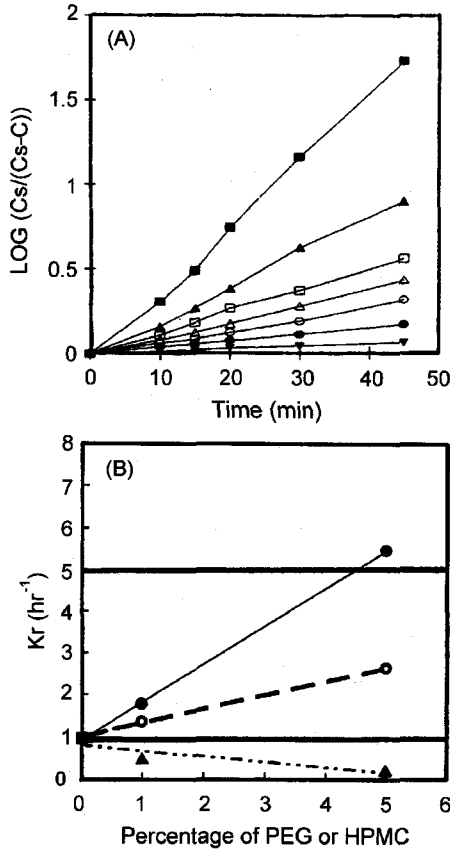 (A)
LOG (Cs/(Cs-C))
2
1.5
1
0.5
0
0 10 20 30 40 50
Time (min)
(B)
Kr (hr-1)
8
7
6
5
4
3
2
1
0
0 1 2 3 4 5 6
Percentage of PEG or HPMC